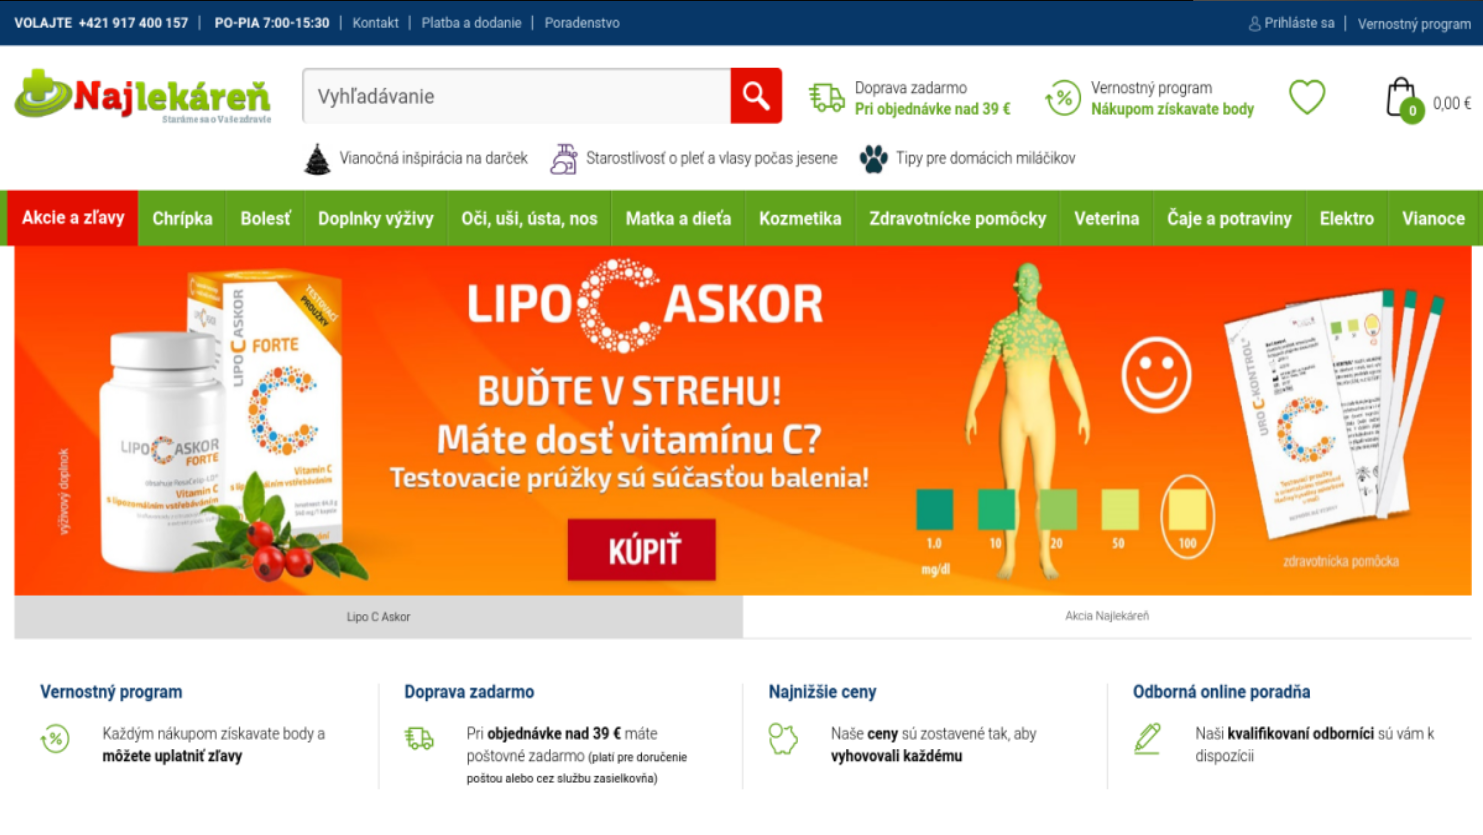 VOLAJTE +421 917 400 157 | PO-PIA 7:00-15:30 | Kontakt | Platba a dodanie | Poradenstvo
Prihláste sa | Vernostný program
Najlekáreň
Staráme sa o Vaše zdravie
Vyhľadávanie
Doprava zadarmo
Pri objednávke nad 39 €
Vernostný program
Nákupom získavate body
0
0,00 €
Vianočná inšpirácia na darček
Starostlivosť o pleť a vlasy počas jesene
Tipy pre domácich miláčikov
Akcie a zľavy
Chrípka
Bolesť
Doplnky výživy
Oči, uši, ústa, nos
Matka a dieťa
Kozmetika
Zdravotnícke pomôcky
Veterina
Čaje a potraviny
Elektro
Vianoce
výživový doplnok
LIPO C ASKOR
FORTE
Vitamin C
s lipozomálním vstřebáváním
TESTOVACÍ
PROUŽKY
LIPO C ASKOR
FORTE
Vitamin C
LIPO C ASKOR
BUĎTE V STREHU!
Máte dosť vitamínu C?
Testovacie prúžky sú súčasťou balenia!
KÚPIŤ
1.0
10
20
50
100
mg/dl
URO C-KONTROL
zdravotnícka pomôcka
Lipo C Askor
Akcia Najlekáreň
Vernostný program
Každým nákupom získavate body a
môžete uplatniť zľavy
Doprava zadarmo
Pri objednávke nad 39 € máte
poštovné zadarmo (platí pre doručenie
poštou alebo cez službu zasielkovňa)
Najnižšie ceny
Naše ceny sú zostavené tak, aby
vyhovovali každému
Odborná online poradňa
Naši kvalifikovaní odborníci sú vám k
dispozícii